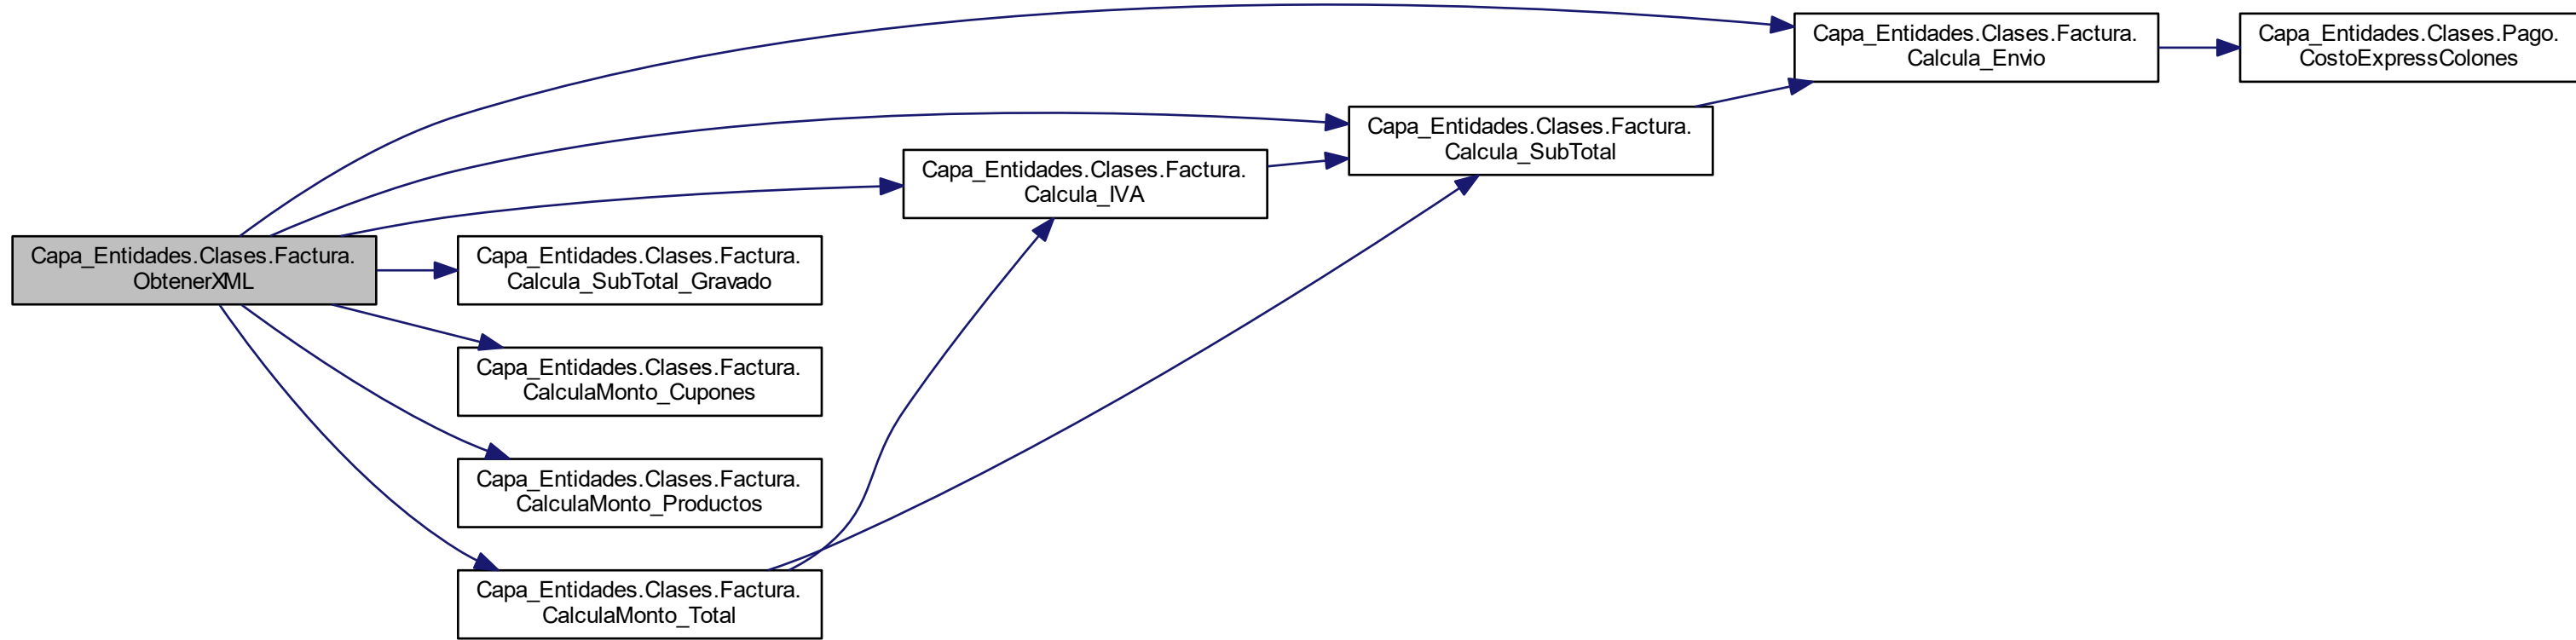 Capa_Entidades.Clases.Factura.
ObtenerXML
Capa_Entidades.Clases.Factura.
Calcula_Envio
Capa_Entidades.Clases.Pago.
CostoExpressColones
Capa_Entidades.Clases.Factura.
Calcula_SubTotal
Capa_Entidades.Clases.Factura.
Calcula_IVA
Capa_Entidades.Clases.Factura.
Calcula_SubTotal_Gravado
Capa_Entidades.Clases.Factura.
CalculaMonto_Cupones
Capa_Entidades.Clases.Factura.
CalculaMonto_Productos
Capa_Entidades.Clases.Factura.
CalculaMonto_Total